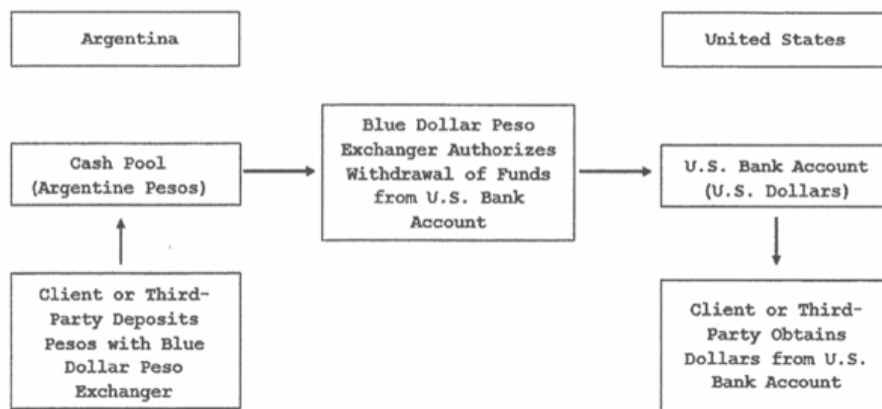 Argentina
United States
Cash Pool
(Argentine Pesos)
Blue Dollar Peso
Exchanger Authorizes
Withdrawal of Funds
from U.S. Bank
Account
U.S. Bank Account
(U.S. Dollars)
Client or Third-
Party Deposits
Pesos with Blue
Dollar Peso
Exchanger
Client or Third-
Party Obtains
Dollars from U.S.
Bank Account